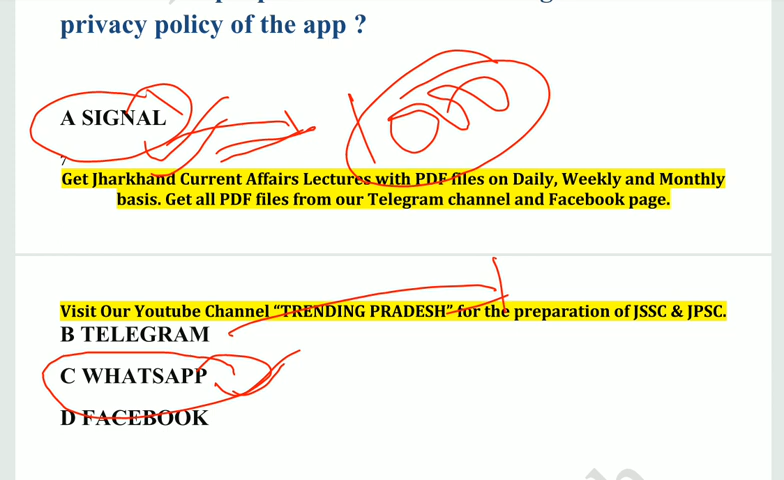 privacy policy of the app ?
A SIGNAL
Get Jharkhand Current Affairs Lectures with PDF files on Daily, Weekly and Monthly
basis. Get all PDF files from our Telegram channel and Facebook page.
Visit Our Youtube Channel “TRENDING PRADESH” for the preparation of JSSC & JPSC.
B TELEGRAM
C WHATSAPP
D FACEBOOK